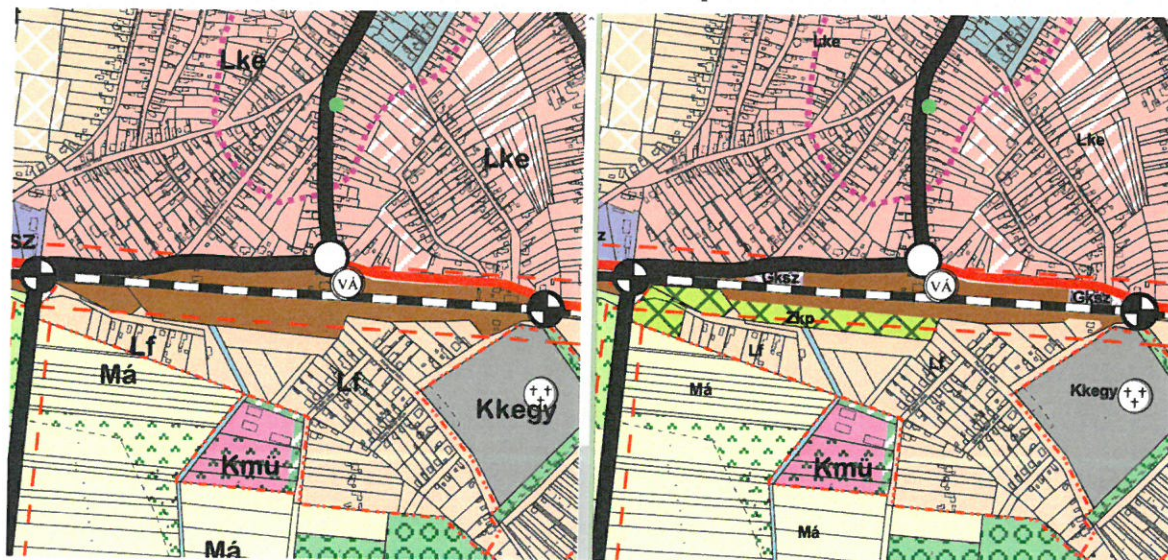 Lke
Lke
sz
VÁ
Lf
Má
Lf
Kkegy
Kmü
Má
Lke
Lke
z
Gksz
VÁ
Gksz
Zkp
Lf
Lf
Má
Kkegy
Kmü
Má